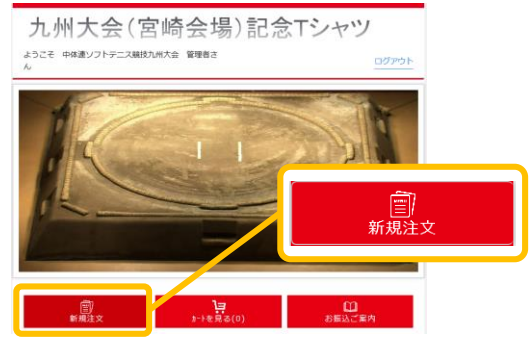 九州大会(宮崎会場)記念Tシャツ
ようこそ 中体連ソフトテニス競技九州大会 管理者さ
ん
ログアウト
新規注文
新規注文
カートを見る(0)
お振込ご案内